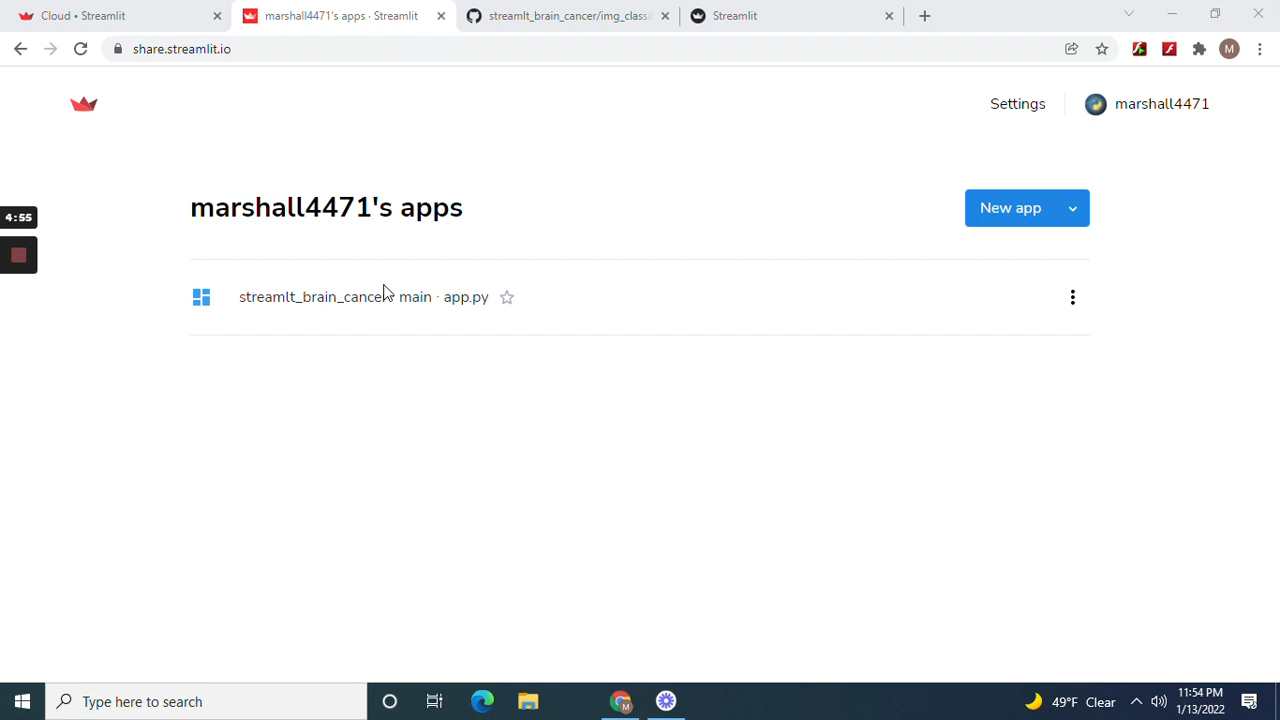 Cloud • Streamlit
marshall4471's apps · Streamlit
streamlt_brain_cancer/img_classi
Streamlit
share.streamlit.io
M
Settings
marshall4471
marshall4471's apps
New app
4:55
streamlt_brain_cancer · main · app.py
Type here to search
M
49°F Clear
11:54 PM
1/13/2022